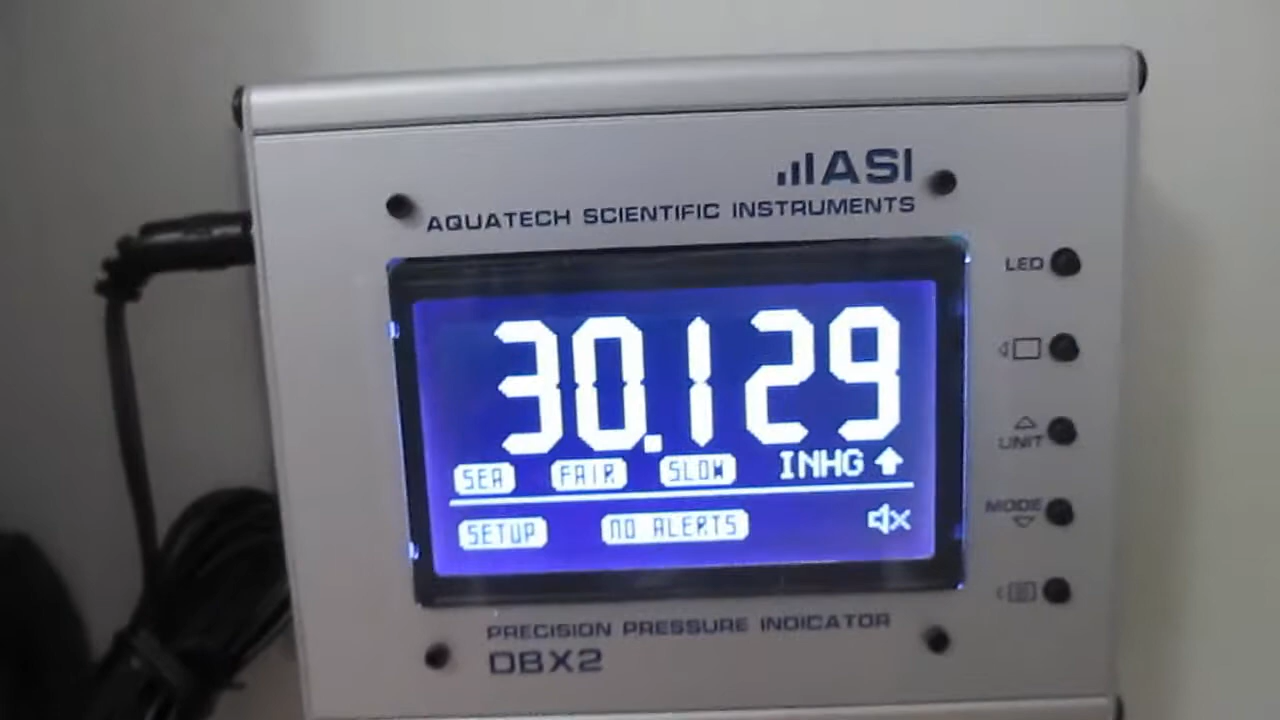 ASI
AQUATECH SCIENTIFIC INSTRUMENTS
LED
30.129
UNIT
SEA FAIR SLOW INHG
MODE
SETUP NO ALERTS
PRECISION PRESSURE INDICATOR
DBX2